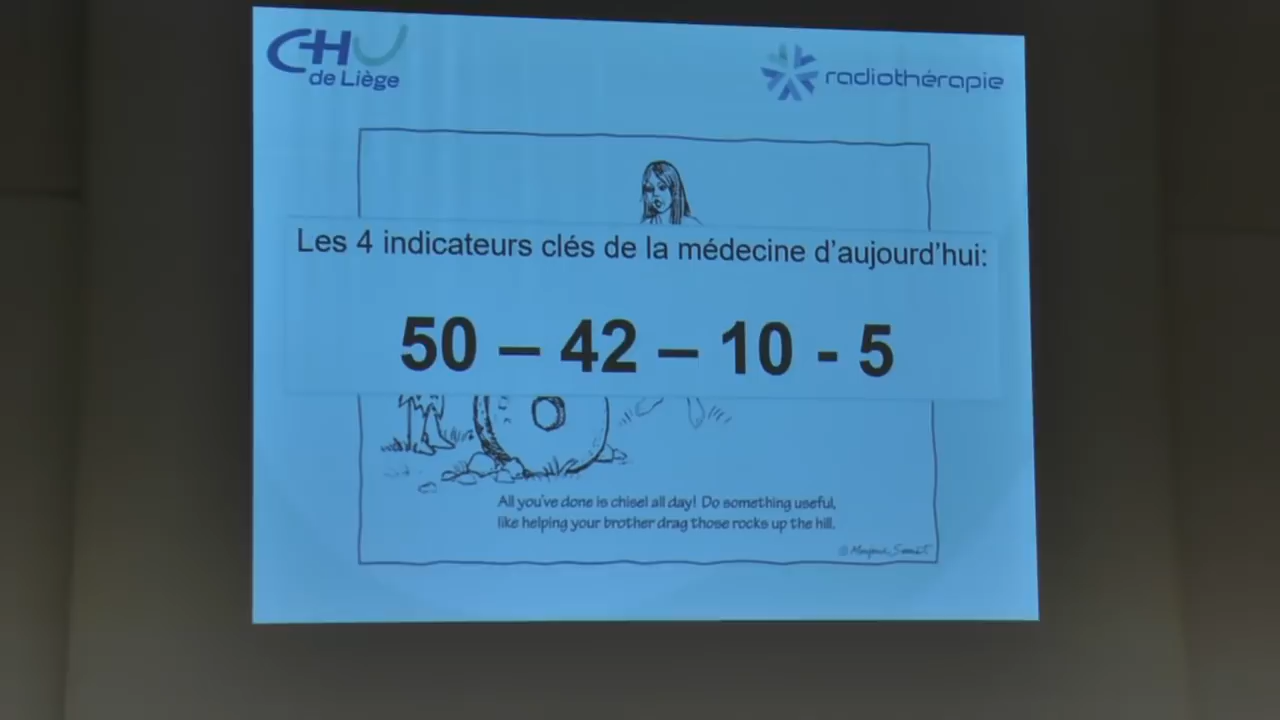 CHU
de Liège
radiothérapie
Les 4 indicateurs clés de la médecine d'aujourd'hui:
50 – 42 – 10 - 5
All you've done is chisel all day! Do something useful,
like helping your brother drag those rocks up the hill.